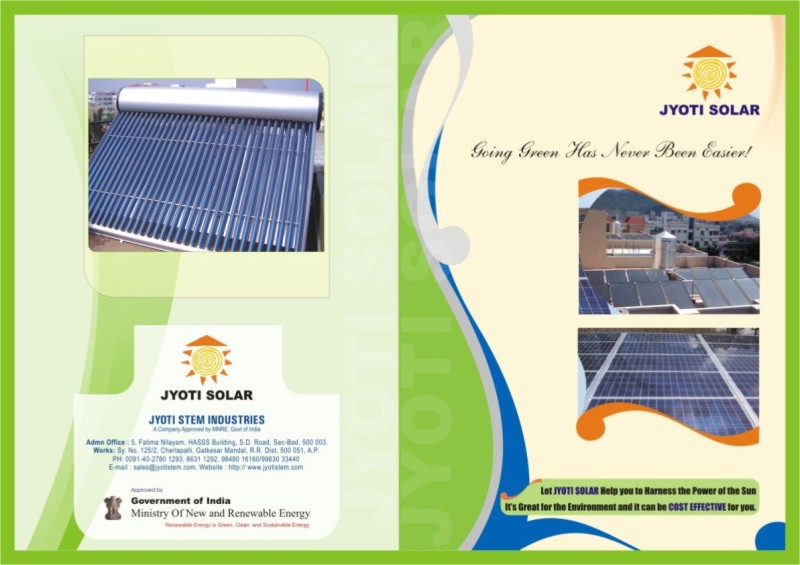 JYOTI SOLAR
JYOTI STEM INDUSTRIES
A Company Approved by MNRE. Govt of India
Admn Office : 5, Fatima Nilayam, HASSS Building, S.D. Road, Sec-Bad. 500 003.
Works: Sy. No. 125/2, Cherlapalli, Gatkesar Mandal, R.R. Dist. 500 051, A.P.
PH: 0091-40-2780 1293, 6631 1292, 98480 16160/99630 33440
E-mail : sales@jyotistem.com, Website : http:// www.jyotistem.com
Approved by
Government of India
Ministry Of New and Renewable Energy
Renewable Energy is Green, Clean and Sustainable Energy
JYOTI SOLAR
JYOTI SOLAR
JYOTI SOLAR
Going Green Has Never Been Easier!
Let JYOTI SOLAR Help you to Harness the Power of the Sun
It's Great for the Environment and it can be COST EFFECTIVE for you.